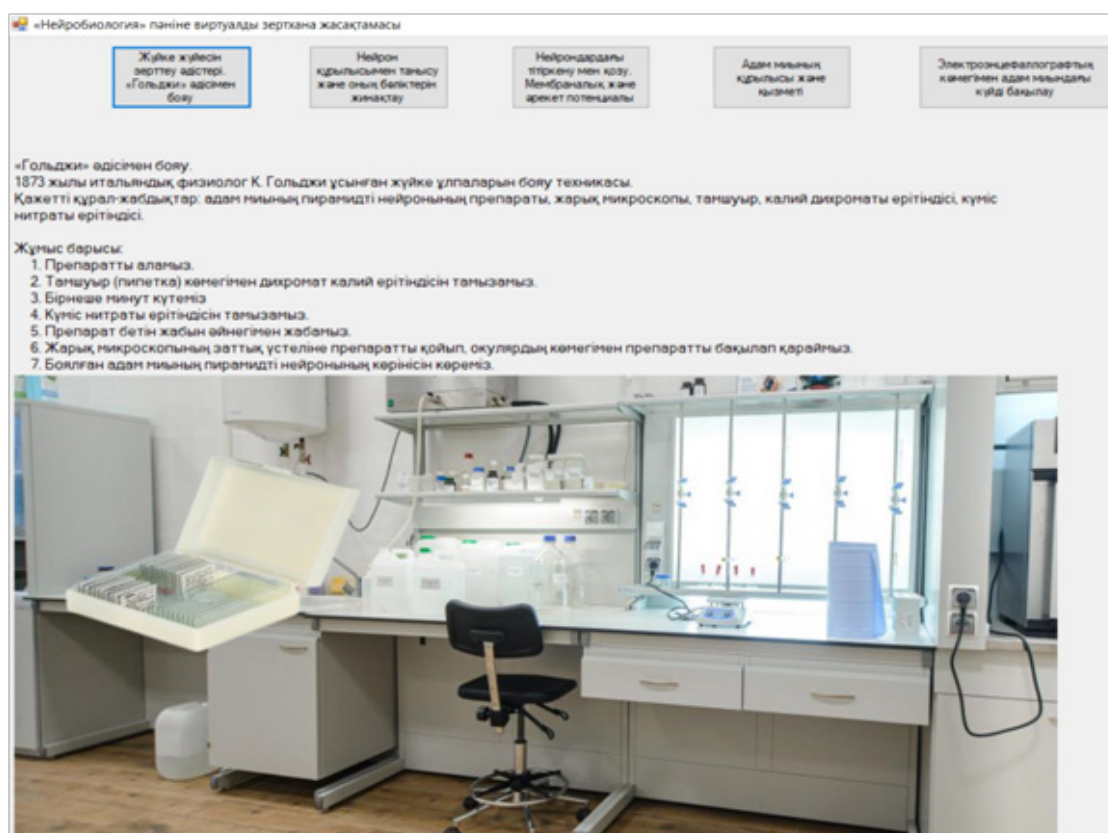 «Нейробиология» пәніне виртуалды зертхана жасақтамасы
Жүйке жүйесін
зерттеу әдістері.
«Гольджи» әдісімен
бояу
Нейрон
құрылысымен танысу
және оның бөліктерін
жинақтау
Нейрондардағы
тітіркену мен қозу.
Мембраналық және
әрекет потенциалы
Адам миының
құрылысы және
қызметі
Электроэнцефаллографтық
көмегімен адам миындағы
күйді бақылау
«Гольджи» әдісімен бояу.
1873 жылы итальяндық физиолог К. Гольджи ұсынған жүйке ұлпаларын бояу техникасы.
Қажетті құрал-жабдықтар: адам миының пирамидті нейронының препараты, жарық микроскопы, тамшуыр, калий дихроматы ерітіндісі, күміс
нитраты ерітіндісі.
Жұмыс барысы:
1. Препаратты аламыз.
2. Тамшуыр (пипетка) көмегімен дихромат калий ерітіндісін тамызамыз.
3. Бірнеше минут күтеміз
4. Күміс нитраты ерітіндісін тамызамыз.
5. Препарат бетін жабын әйнегімен жабамыз.
6. Жарық микроскопының заттық үстеліне препаратты қойып, окулярдың көмегімен препаратты бақылап қараймыз.
7. Боялған адам миының пирамидті нейронының көрінісін көреміз.